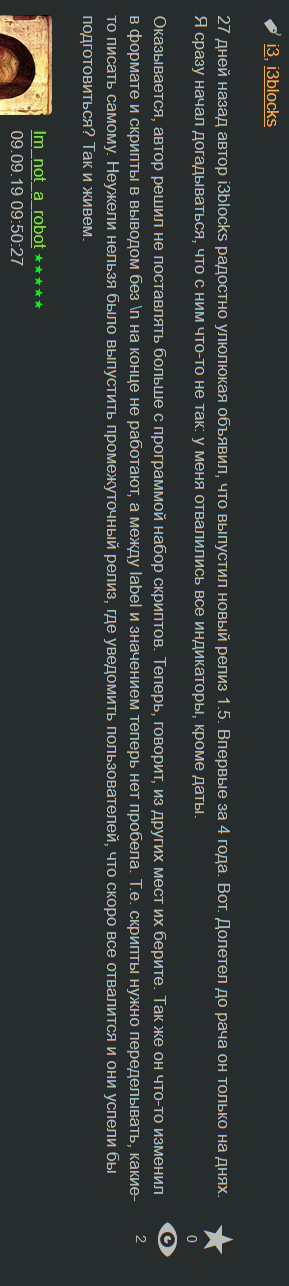 i3, i3blocks
27 дней назад автор i3blocks радостно улюлюкая объявил, что выпустил новый релиз 1.5. Впервые за 4 года. Вот. Долетел до рача он только на днях.
Я сразу начал догадываться, что с ним что-то не так: у меня отвалились все индикаторы, кроме даты.
Оказывается, автор решил не поставлять больше с программой набор скриптов. Теперь, говорит, из других мест их берите. Так же он что-то изменил
в формате и скрипты в выводом без \n на конце не работают, а между label и значением теперь нет пробела. Т.е. скрипты нужно переделывать, какие-
то писать самому. Неужели нельзя было выпустить промежуточный релиз, где уведомить пользователей, что скоро все отвалится и они успели бы
подготовиться? Так и живем.
Im_not_a_robot ★★★★★
09.09.19 09:50:27
0
2